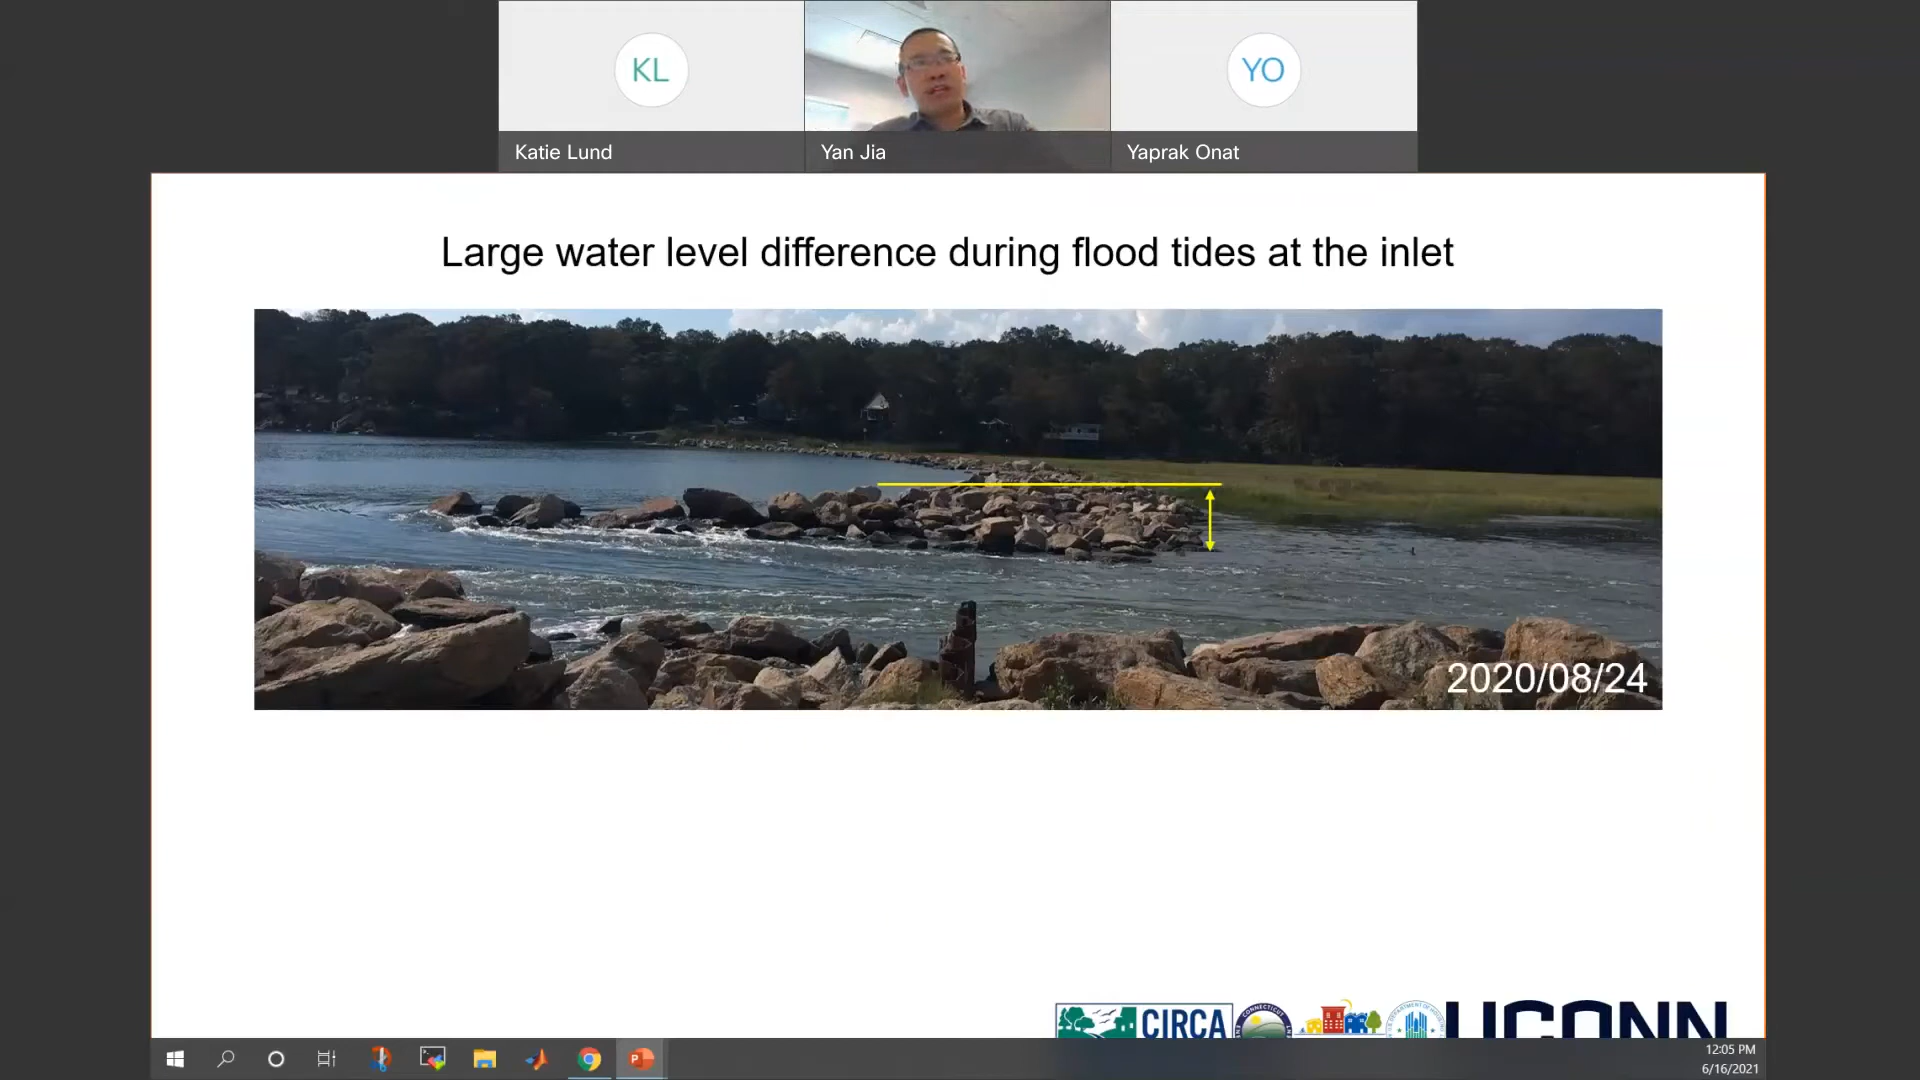 KL
YO
Katie Lund
Yan Jia
Yaprak Onat
Large water level difference during flood tides at the inlet
2020/08/24
CIRCA
CONNECTICUT
UCONN
12:05 PM
6/16/2021